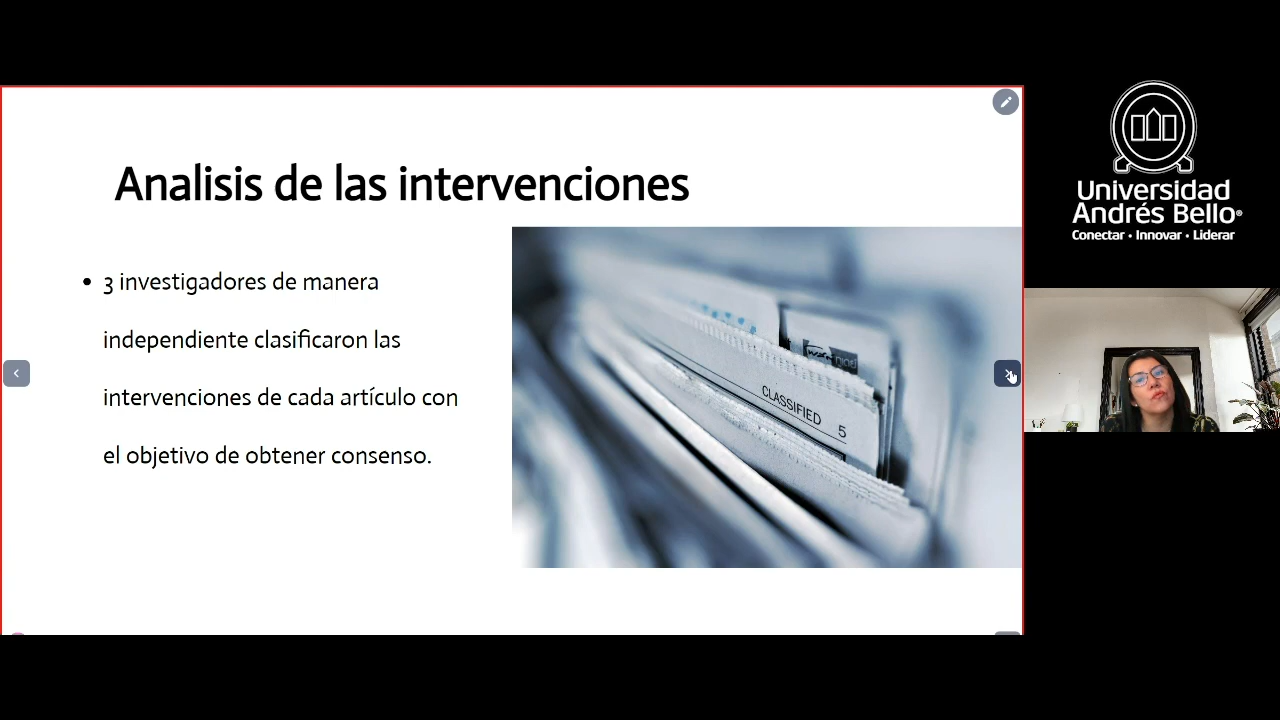 Analisis de las intervenciones
• 3 investigadores de manera
independiente clasificaron las
intervenciones de cada artículo con
el objetivo de obtener consenso.
CLASSIFIED 5
Universidad
Andrés Bello®
Conectar • Innovar • Liderar